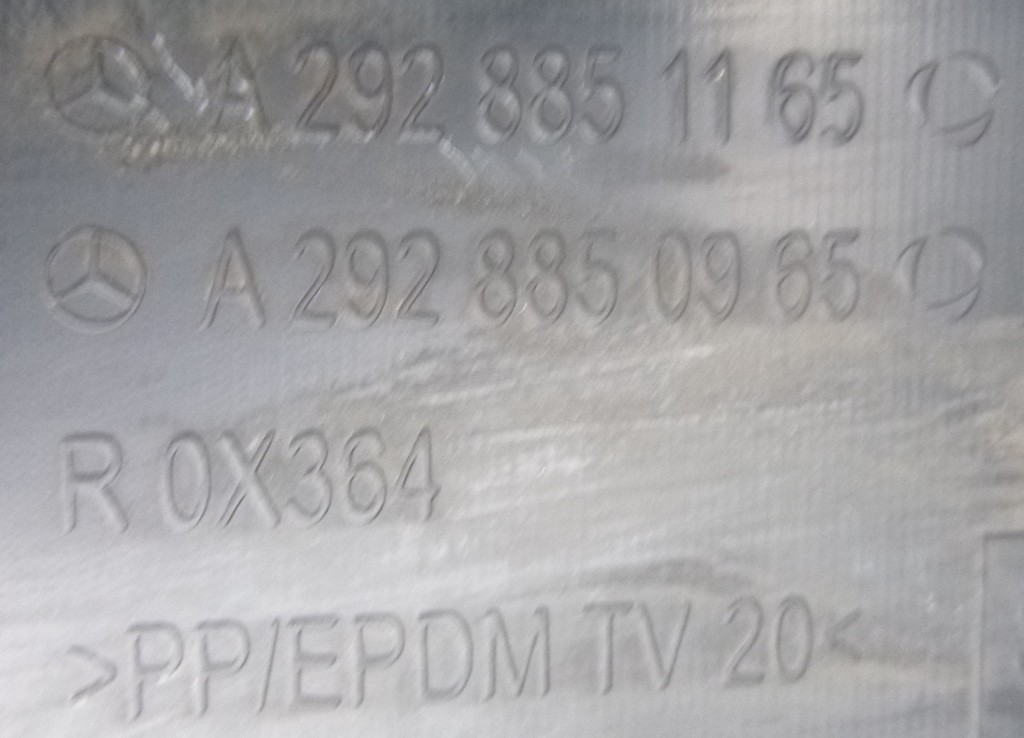 A 292 885 11 65
A 292 885 09 65
R 0X364
>PP/EPDM TV 20<